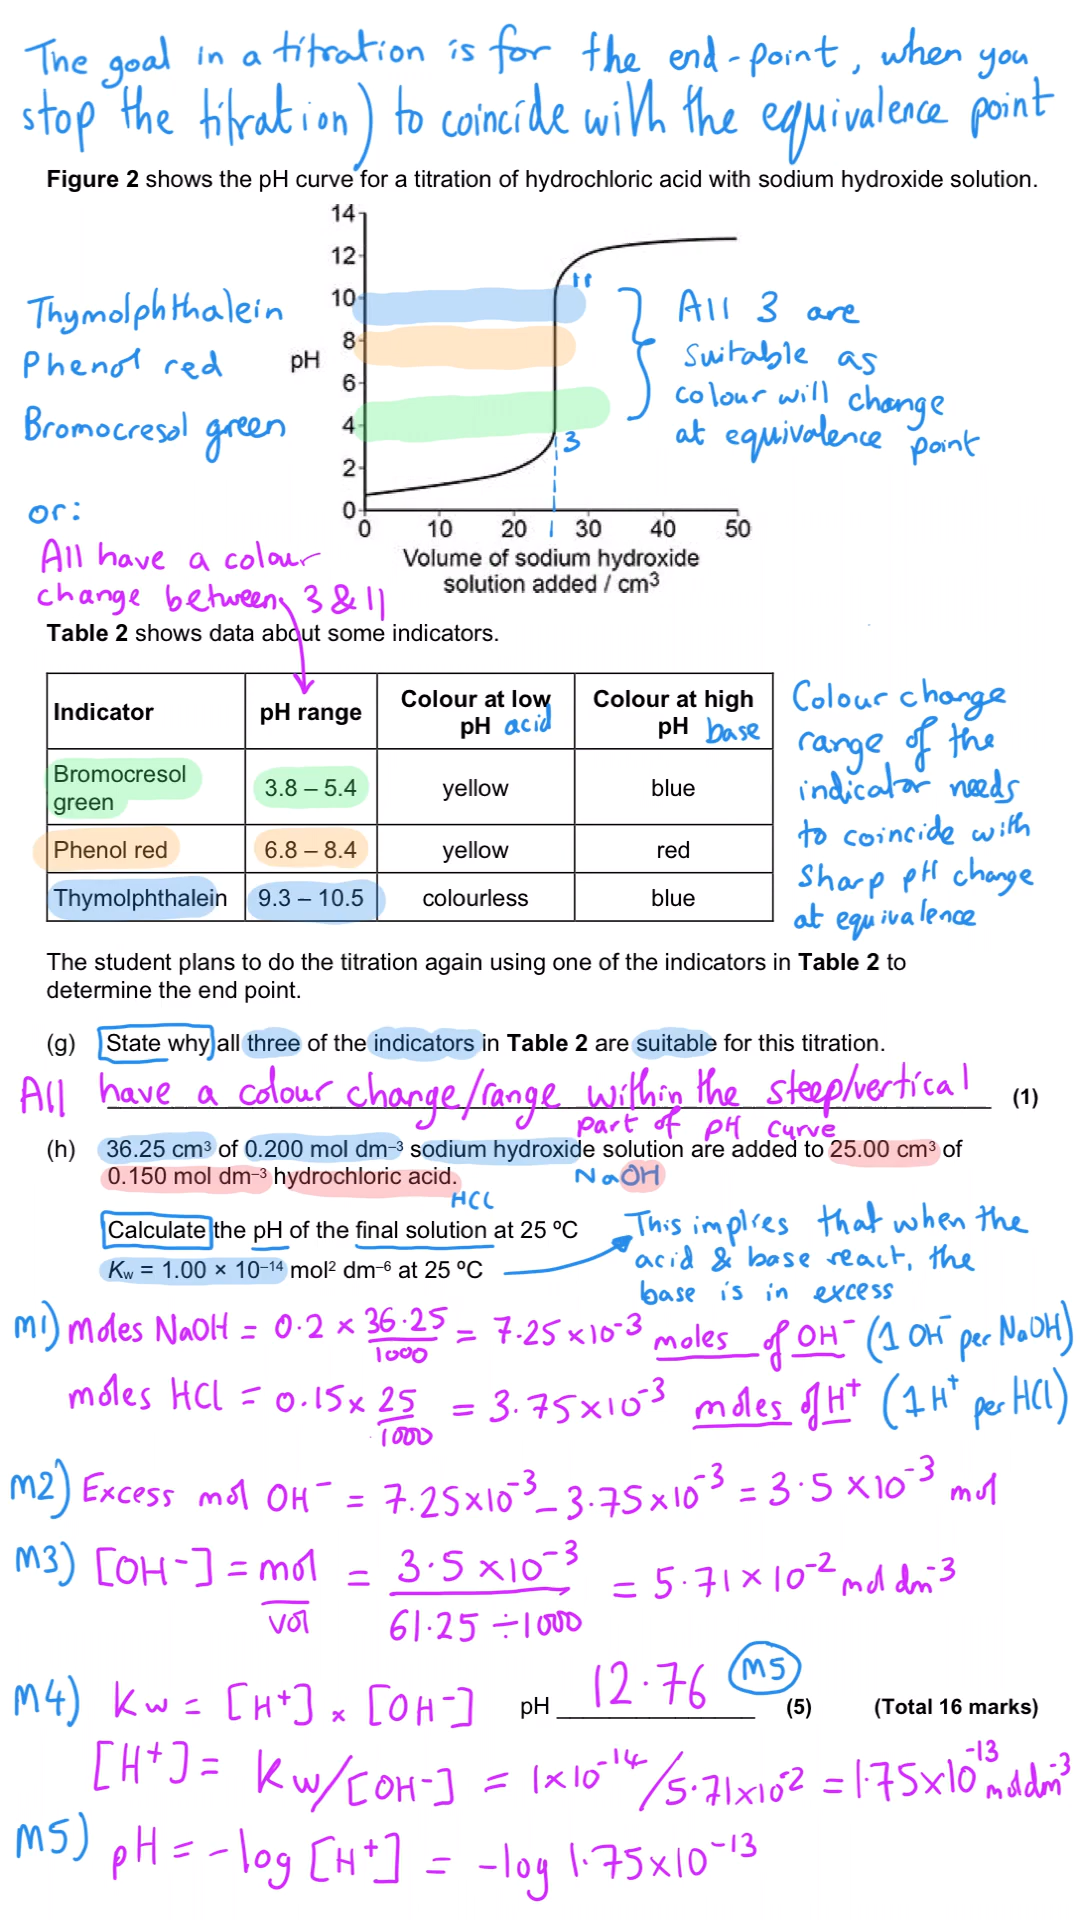 The goal in a titration is for the end-point, when you
stop the titration) to coincide with the equivalence point
Figure 2 shows the pH curve for a titration of hydrochloric acid with sodium hydroxide solution.
14
12
10
8
6
4
2
0
pH
11
3
0 10 20 30 40 50
Volume of sodium hydroxide
solution added / cm³
Thymolphthalein
Phenol red
Bromocresol green
All 3 are
suitable as
colour will change
at equivalence point
or:
All have a colour
change between 3 & 11
Table 2 shows data about some indicators.
Indicator pH range Colour at low pH acid Colour at high pH base
Bromocresol green 3.8 – 5.4 yellow blue
Phenol red 6.8 – 8.4 yellow red
Thymolphthalein 9.3 – 10.5 colourless blue
Colour change
range of the
indicator needs
to coincide with
sharp pH change
at equivalence
The student plans to do the titration again using one of the indicators in Table 2 to
determine the end point.
(g) State why all three of the indicators in Table 2 are suitable for this titration.
All have a colour change/range within the steep/vertical (1)
part of pH curve
(h) 36.25 cm³ of 0.200 mol dm⁻³ sodium hydroxide solution are added to 25.00 cm³ of
0.150 mol dm⁻³ hydrochloric acid. NaOH
HCl
Calculate the pH of the final solution at 25 ºC
Kw = 1.00 × 10⁻¹⁴ mol² dm⁻⁶ at 25 ºC
This implies that when the
acid & base react, the
base is in excess
M1) moles NaOH = 0.2 × 36.25/1000 = 7.25 ×10⁻³ moles of OH⁻ (1 OH⁻ per NaOH)
moles HCl = 0.15 × 25/1000 = 3.75×10⁻³ moles of H⁺ (1 H⁺ per HCl)
M2) Excess mol OH⁻ = 7.25×10⁻³ – 3.75×10⁻³ = 3.5 ×10⁻³ mol
M3) [OH⁻] = mol/vol = 3.5 ×10⁻³/61.25 ÷1000 = 5.71 × 10⁻² mol dm⁻³
M4) Kw = [H⁺] × [OH⁻] pH 12.76 M5 (5) (Total 16 marks)
[H⁺] = Kw/[OH⁻] = 1×10⁻¹⁴/5.71×10⁻² = 1.75×10⁻¹³ mol dm⁻³
M5) pH = -log [H⁺] = -log 1.75×10⁻¹³